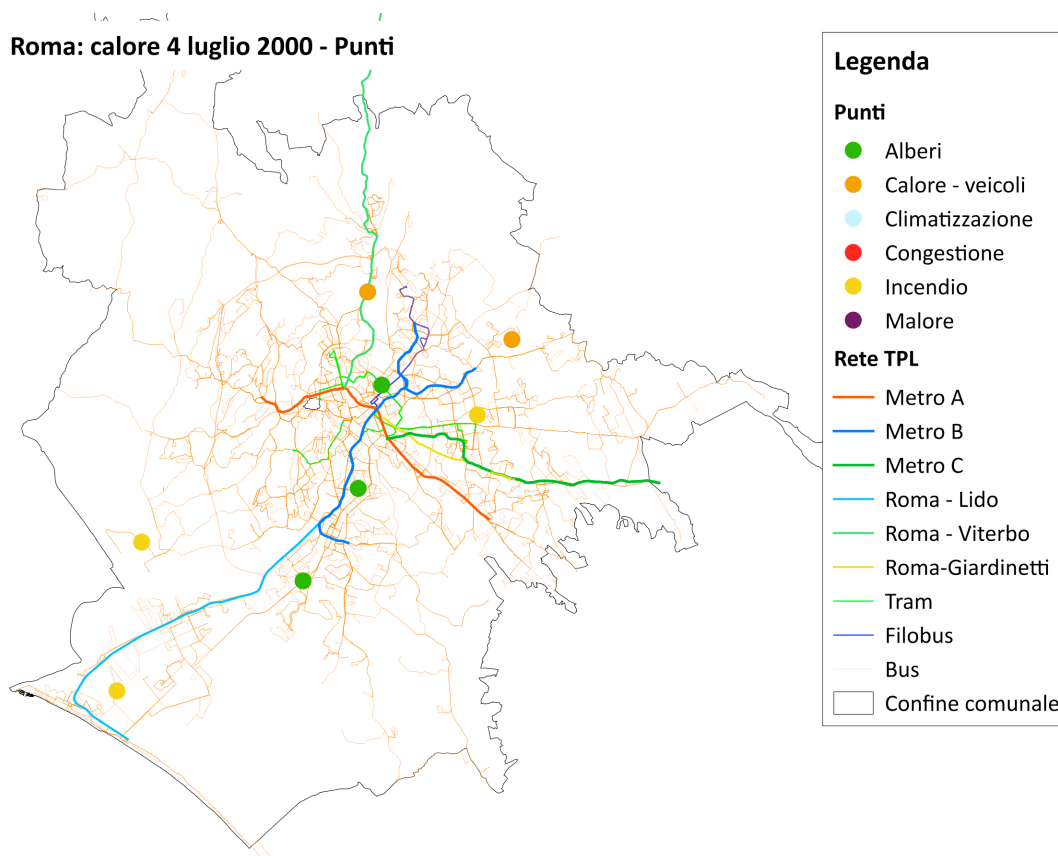 Roma: calore 4 luglio 2000 - Punti
Legenda
Punti
Alberi
Calore - veicoli
Climatizzazione
Congestione
Incendio
Malore
Rete TPL
Metro A
Metro B
Metro C
Roma - Lido
Roma - Viterbo
Roma-Giardinetti
Tram
Filobus
Bus
Confine comunale